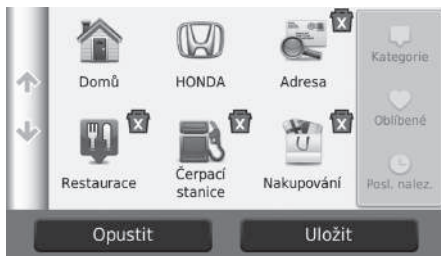 Domů
HONDA
Adresa
Kategorie
Oblíbené
Restaurace
Čerpací
stanice
Nakupování
Posl. nalez.
Opustit
Uložit